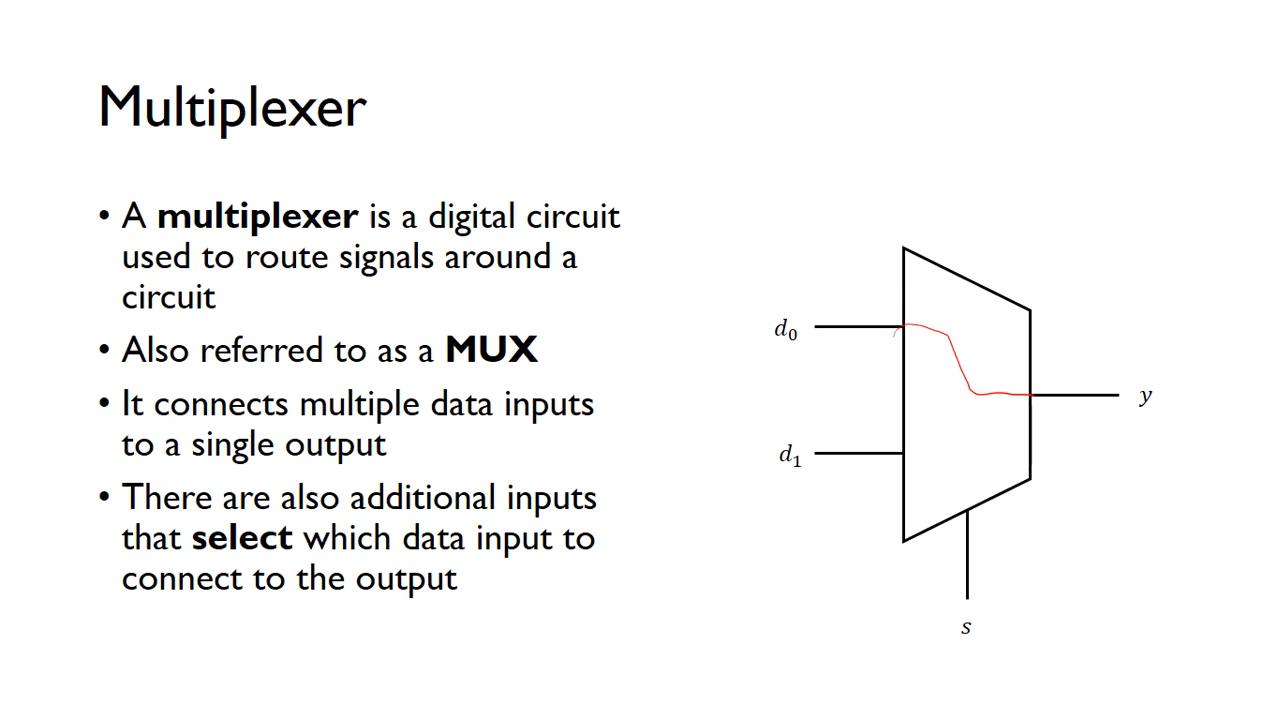 Multiplexer
• A multiplexer is a digital circuit
used to route signals around a
circuit
• Also referred to as a MUX
• It connects multiple data inputs
to a single output
• There are also additional inputs
that select which data input to
connect to the output
d₀
y
d₁
s